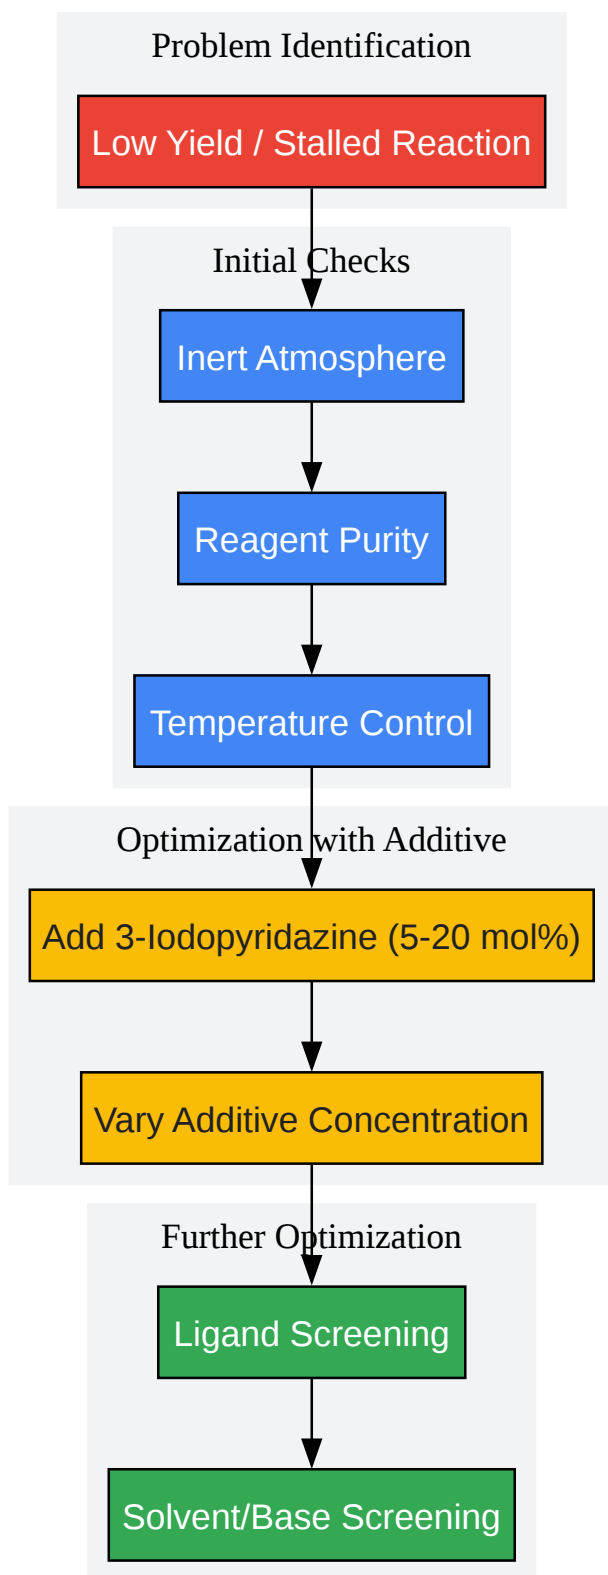 Problem Identification
Low Yield / Stalled Reaction
Initial Checks
Inert Atmosphere
Reagent Purity
Temperature Control
Optimization with Additive
Add 3-Iodopyridazine (5-20 mol%)
Vary Additive Concentration
Further Optimization
Ligand Screening
Solvent/Base Screening